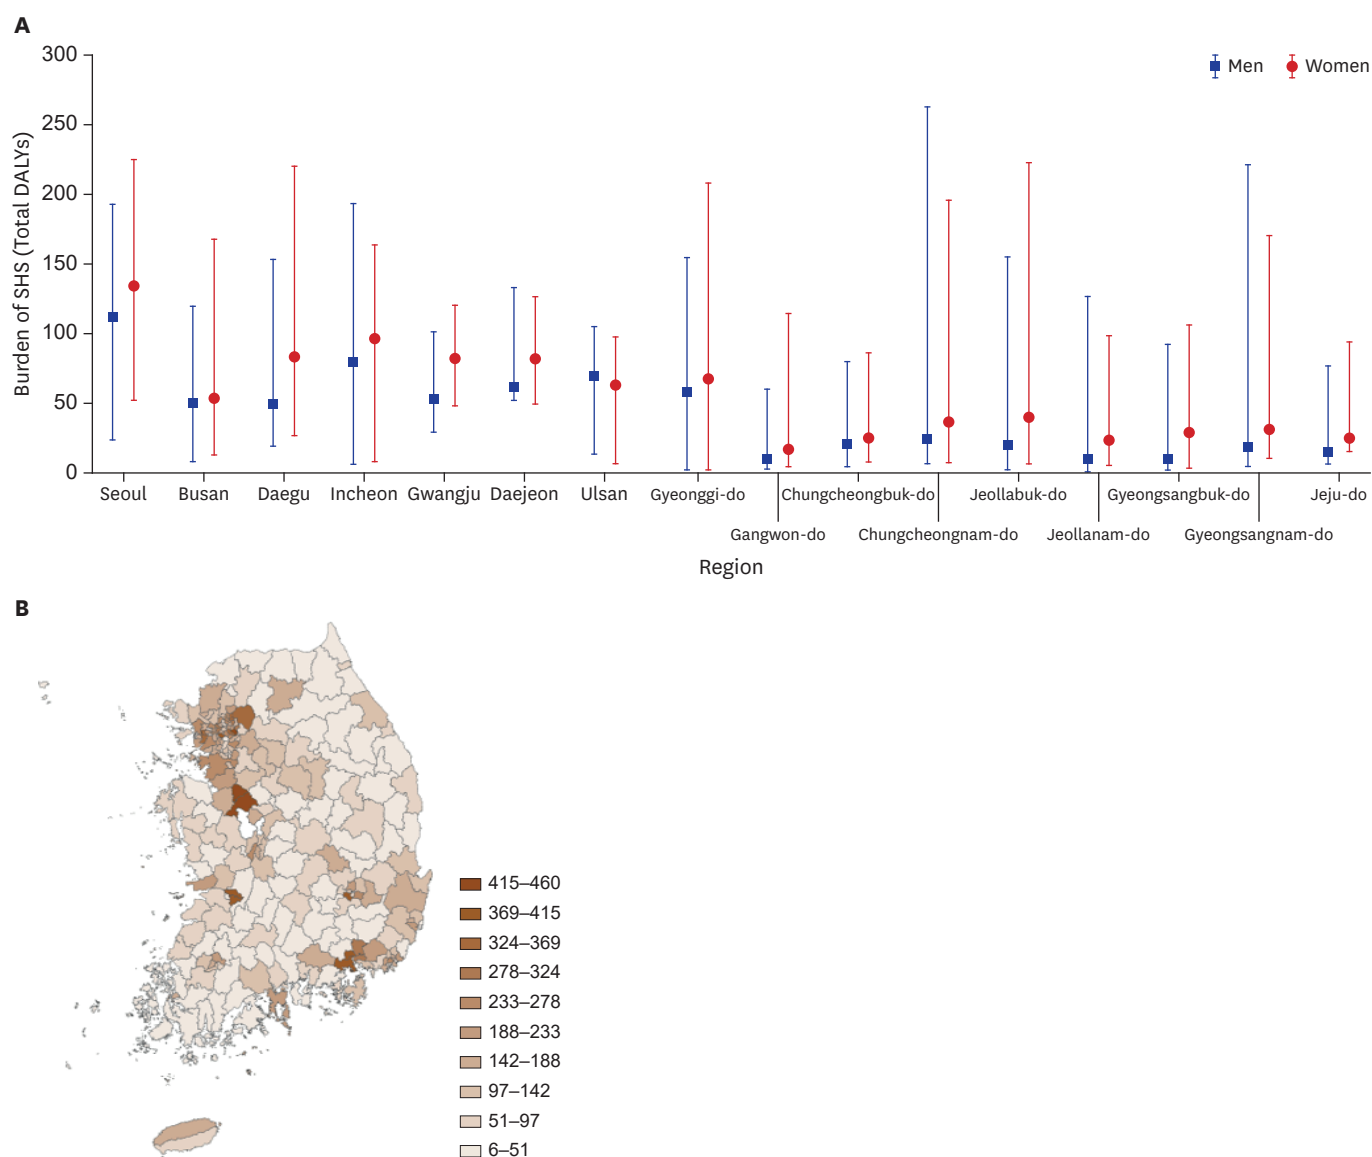 A
300
250
200
150
100
50
0
Burden of SHS (Total DALYs)
Men Women
Seoul Busan Daegu Incheon Gwangju Daejeon Ulsan Gyeonggi-do Chungcheongbuk-do Jeollabuk-do Gyeongsangbuk-do Jeju-do
Gangwon-do Chungcheongnam-do Jeollanam-do Gyeongsangnam-do
Region
B
415–460
369–415
324–369
278–324
233–278
188–233
142–188
97–142
51–97
6–51